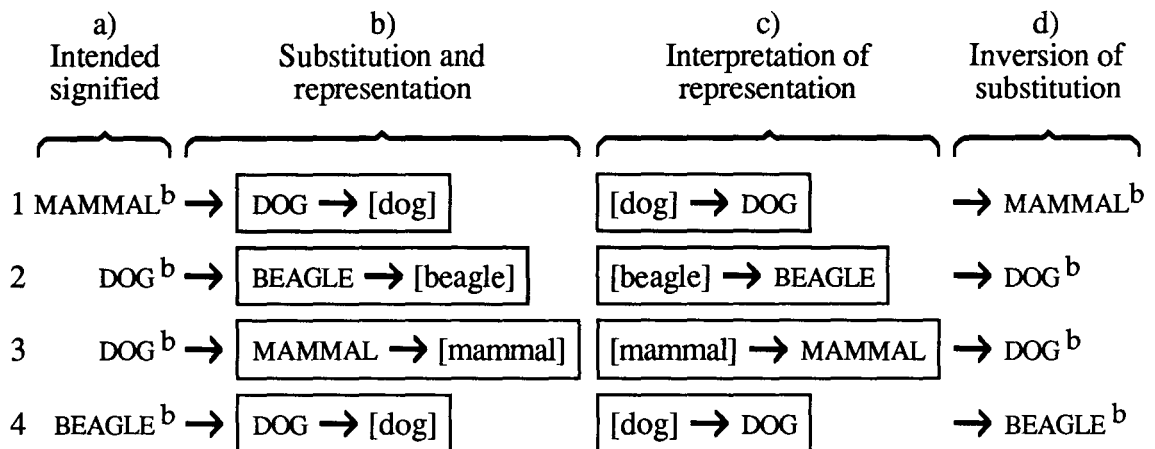 a) b) c) d)
Intended Substitution and Interpretation of Inversion of
signified representation representation substitution
1 MAMMALᵇ → DOG → [dog] [dog] → DOG → MAMMALᵇ
2 DOGᵇ → BEAGLE → [beagle] [beagle] → BEAGLE → DOGᵇ
3 DOGᵇ → MAMMAL → [mammal] [mammal] → MAMMAL → DOGᵇ
4 BEAGLEᵇ → DOG → [dog] [dog] → DOG → BEAGLEᵇ